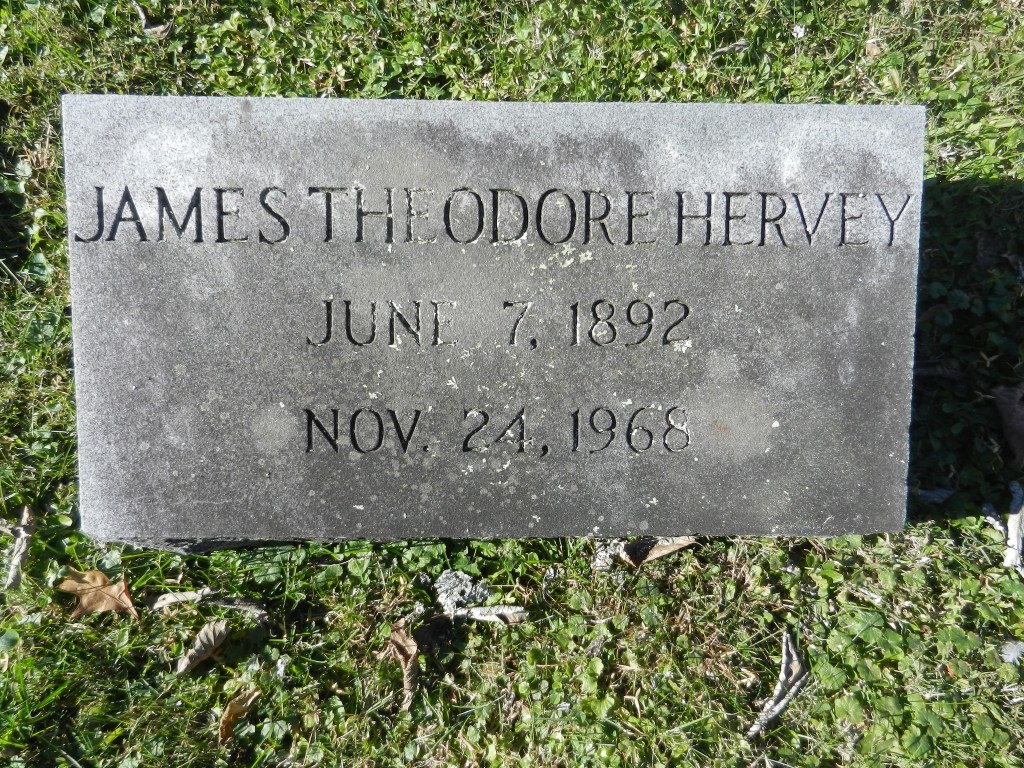 JAMES THEODORE HERVEY
JUNE 7, 1892
NOV. 24, 1968